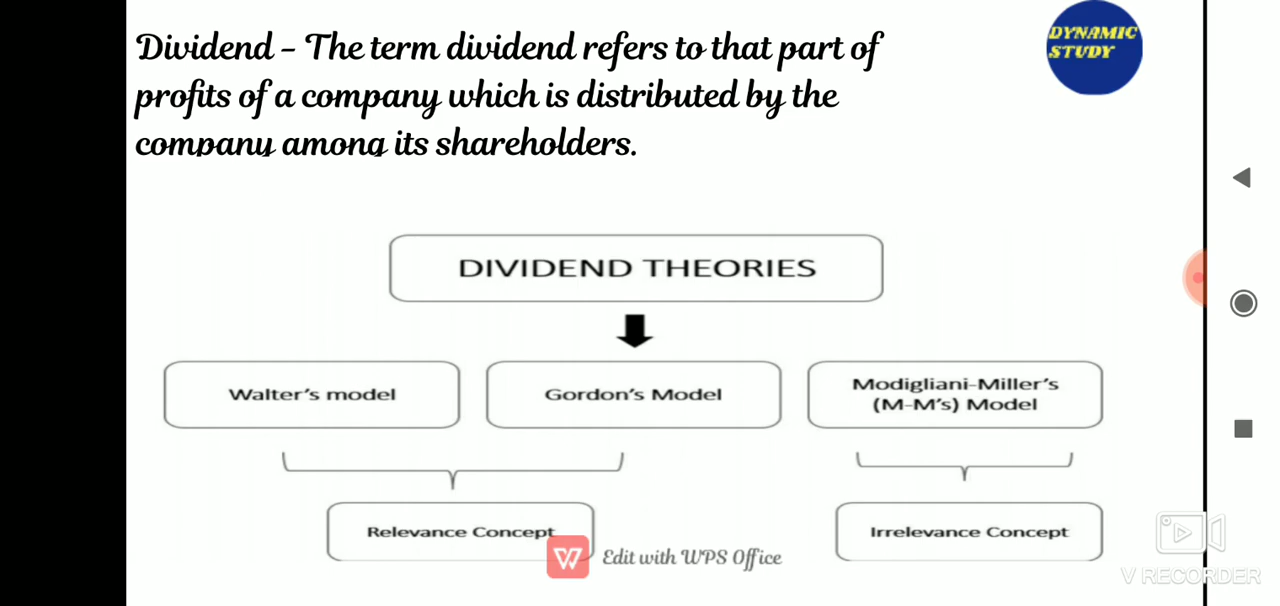 Dividend - The term dividend refers to that part of
profits of a company which is distributed by the
company among its shareholders.
DYNAMIC
STUDY
DIVIDEND THEORIES
Walter's model
Gordon's Model
Modigliani-Miller's
(M-M's) Model
Relevance Concept
Irrelevance Concept
Edit with WPS Office
V RECORDER